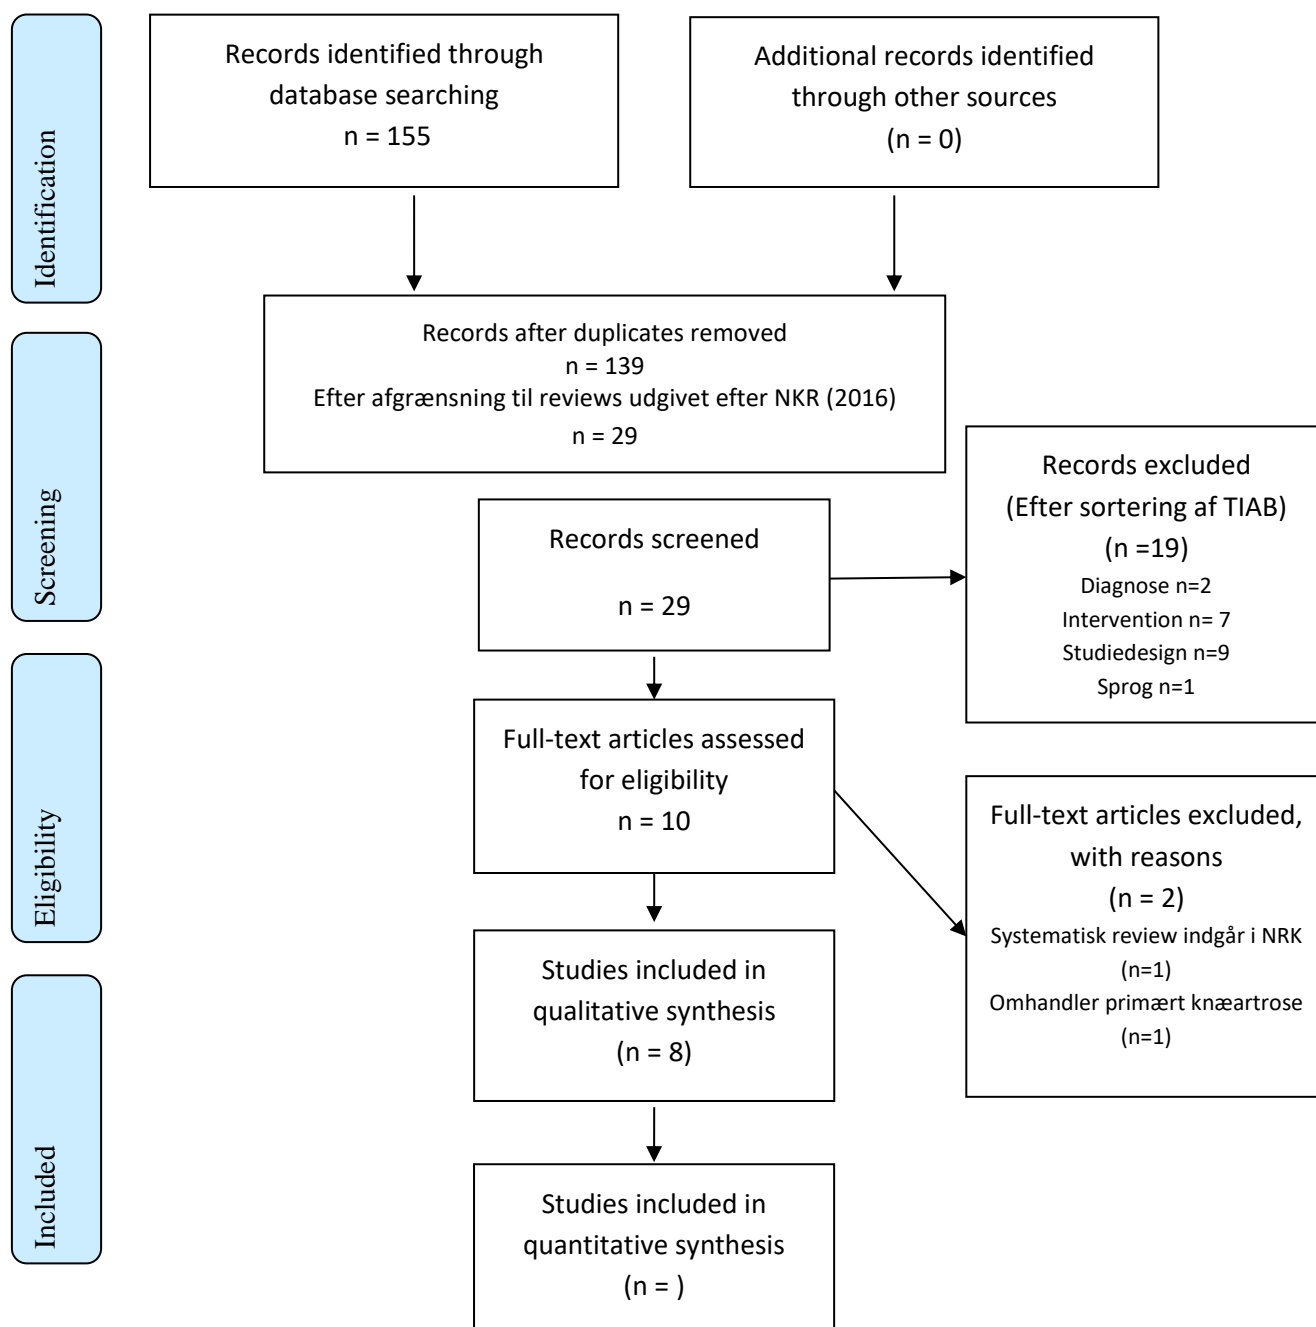 Identification
Records identified through
database searching
n = 155
Additional records identified
through other sources
(n = 0)
Screening
Records after duplicates removed
n = 139
Efter afgrænsning til reviews udgivet efter NKR (2016)
n = 29
Records screened
n = 29
Records excluded
(Efter sortering af TIAB)
(n =19)
Diagnose n=2
Intervention n= 7
Studiedesign n=9
Sprog n=1
Eligibility
Full-text articles assessed
for eligibility
n = 10
Full-text articles excluded,
with reasons
(n = 2)
Systematisk review indgår i NRK
(n=1)
Omhandler primært knæartrose
(n=1)
Included
Studies included in
qualitative synthesis
(n = 8)
Studies included in
quantitative synthesis
(n = )